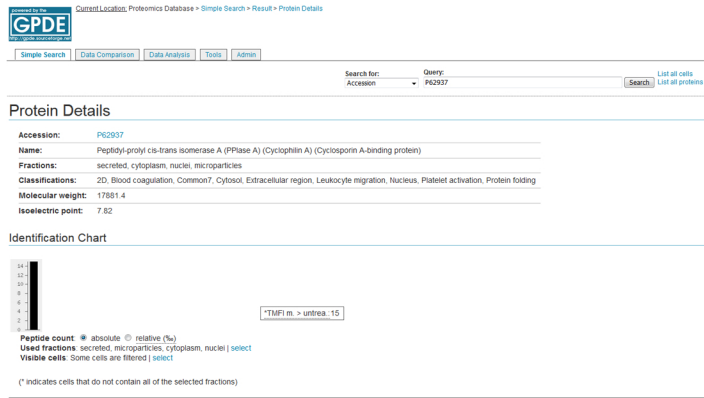 powered by the
GPDE
http://gpde.sourceforge.net
Current Location: Proteomics Database > Simple Search > Result > Protein Details
Simple Search
Data Comparison
Data Analysis
Tools
Admin
Search for:
Query:
Accession
P62937
Search
List all cells
List all proteins
Protein Details
Accession: P62937
Name: Peptidyl-prolyl cis-trans isomerase A (PPIase A) (Cyclophilin A) (Cyclosporin A-binding protein)
Fractions: secreted, cytoplasm, nuclei, microparticles
Classifications: 2D, Blood coagulation, Common7, Cytosol, Extracellular region, Leukocyte migration, Nucleus, Platelet activation, Protein folding
Molecular weight: 17881.4
Isoelectric point: 7.82
Identification Chart
14
12
10
8
6
4
2
0
*TMFI m. > untrea.: 15
Peptide count: absolute relative (‰)
Used fractions: secreted, microparticles, cytoplasm, nuclei | select
Visible cells: Some cells are filtered | select
(* indicates cells that do not contain all of the selected fractions)